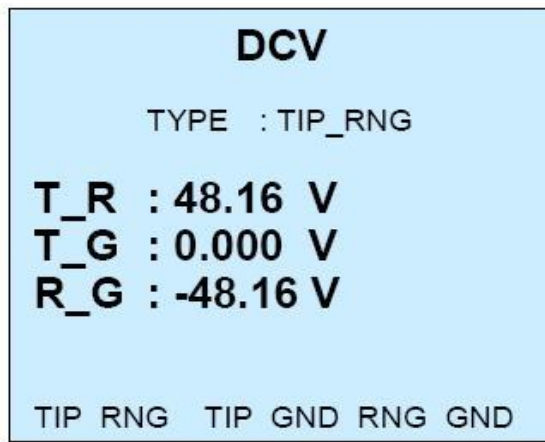 DCV
TYPE : TIP_RNG
T_R : 48.16 V
T_G : 0.000 V
R_G : -48.16 V
TIP RNG TIP GND RNG GND